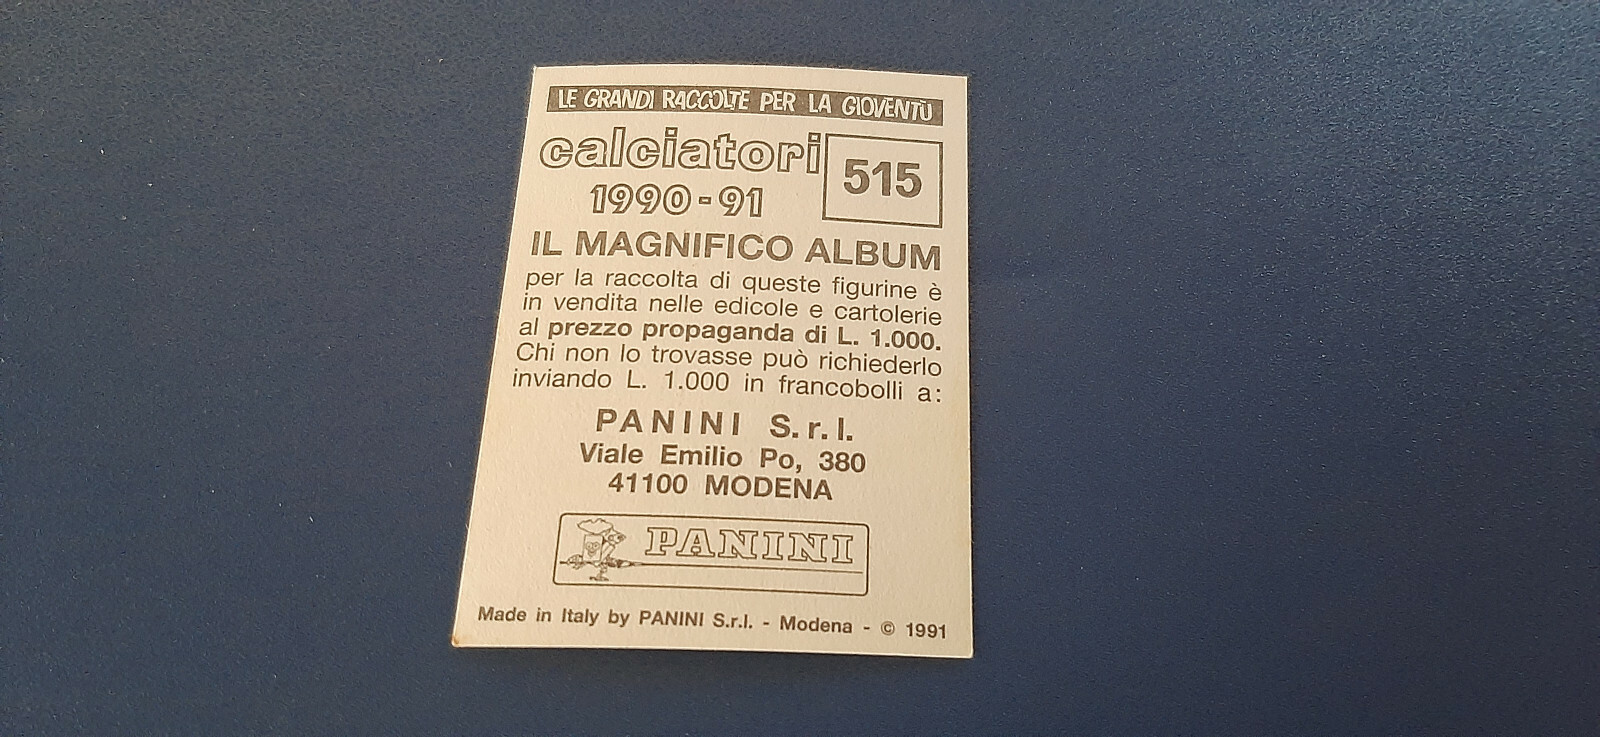 LE GRANDI RACCOLTE PER LA GIOVENTÙ
calciatori
1990-91
515
IL MAGNIFICO ALBUM
per la raccolta di queste figurine è
in vendita nelle edicole e cartolerie
al prezzo propaganda di L. 1.000.
Chi non lo trovasse può richiederlo
inviando L. 1.000 in francobolli a:
PANINI S.r.l.
Viale Emilio Po, 380
41100 MODENA
PANINI
Made in Italy by PANINI S.r.l. - Modena - © 1991